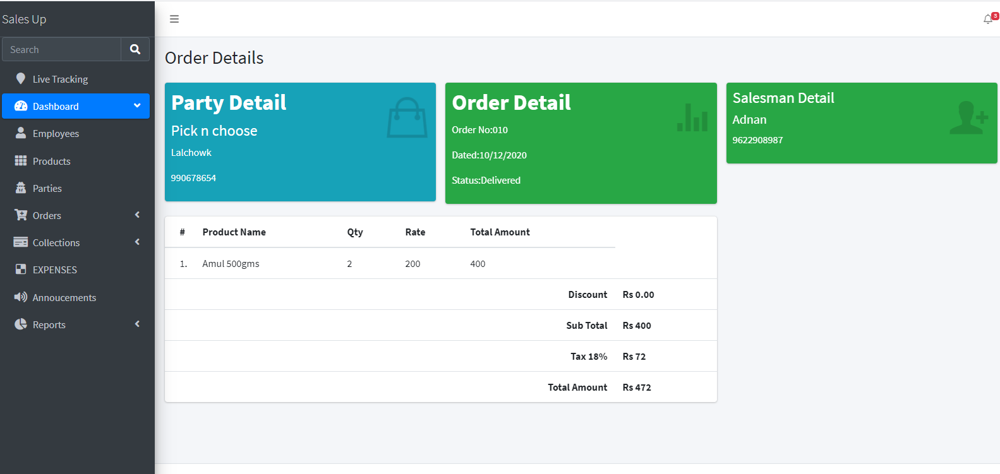 Sales Up
3
Search
Live Tracking
Dashboard
Employees
Products
Parties
Orders
Collections
EXPENSES
Annoucements
Reports
Order Details
Party Detail
Pick n choose
Lalchowk
990678654
Order Detail
Order No:010
Dated:10/12/2020
Status:Delivered
Salesman Detail
Adnan
9622908987
# Product Name Qty Rate Total Amount
1. Amul 500gms 2 200 400
Discount Rs 0.00
Sub Total Rs 400
Tax 18% Rs 72
Total Amount Rs 472